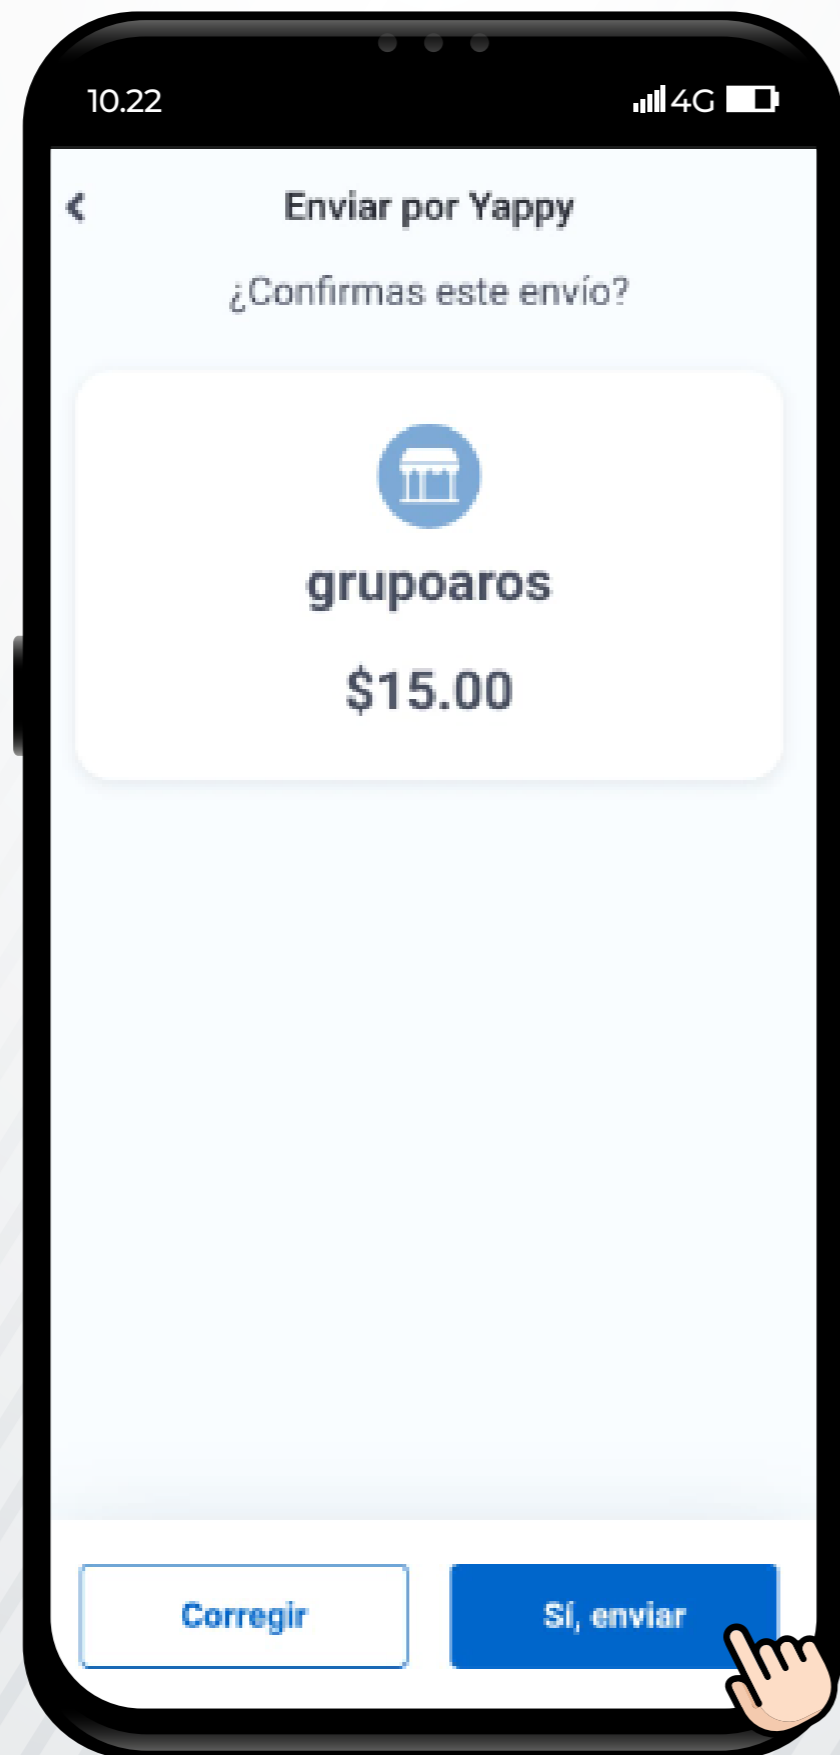 10.22
4G
Enviar por Yappy
¿Confirmas este envío?
grupoaros
$15.00
Corregir
Sí, enviar